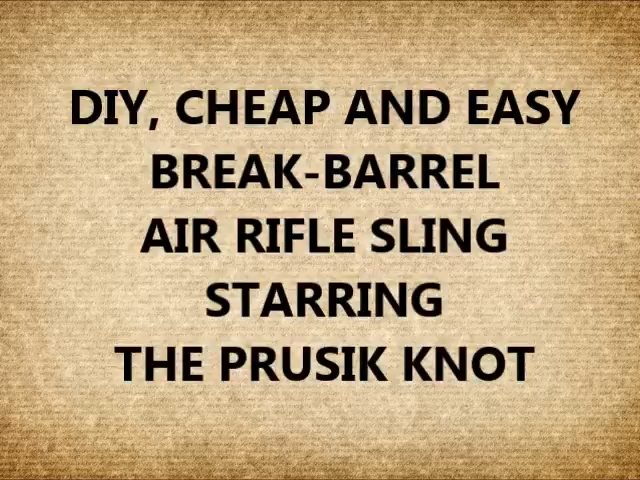 DIY, CHEAP AND EASY
BREAK-BARREL
AIR RIFLE SLING
STARRING
THE PRUSIK KNOT